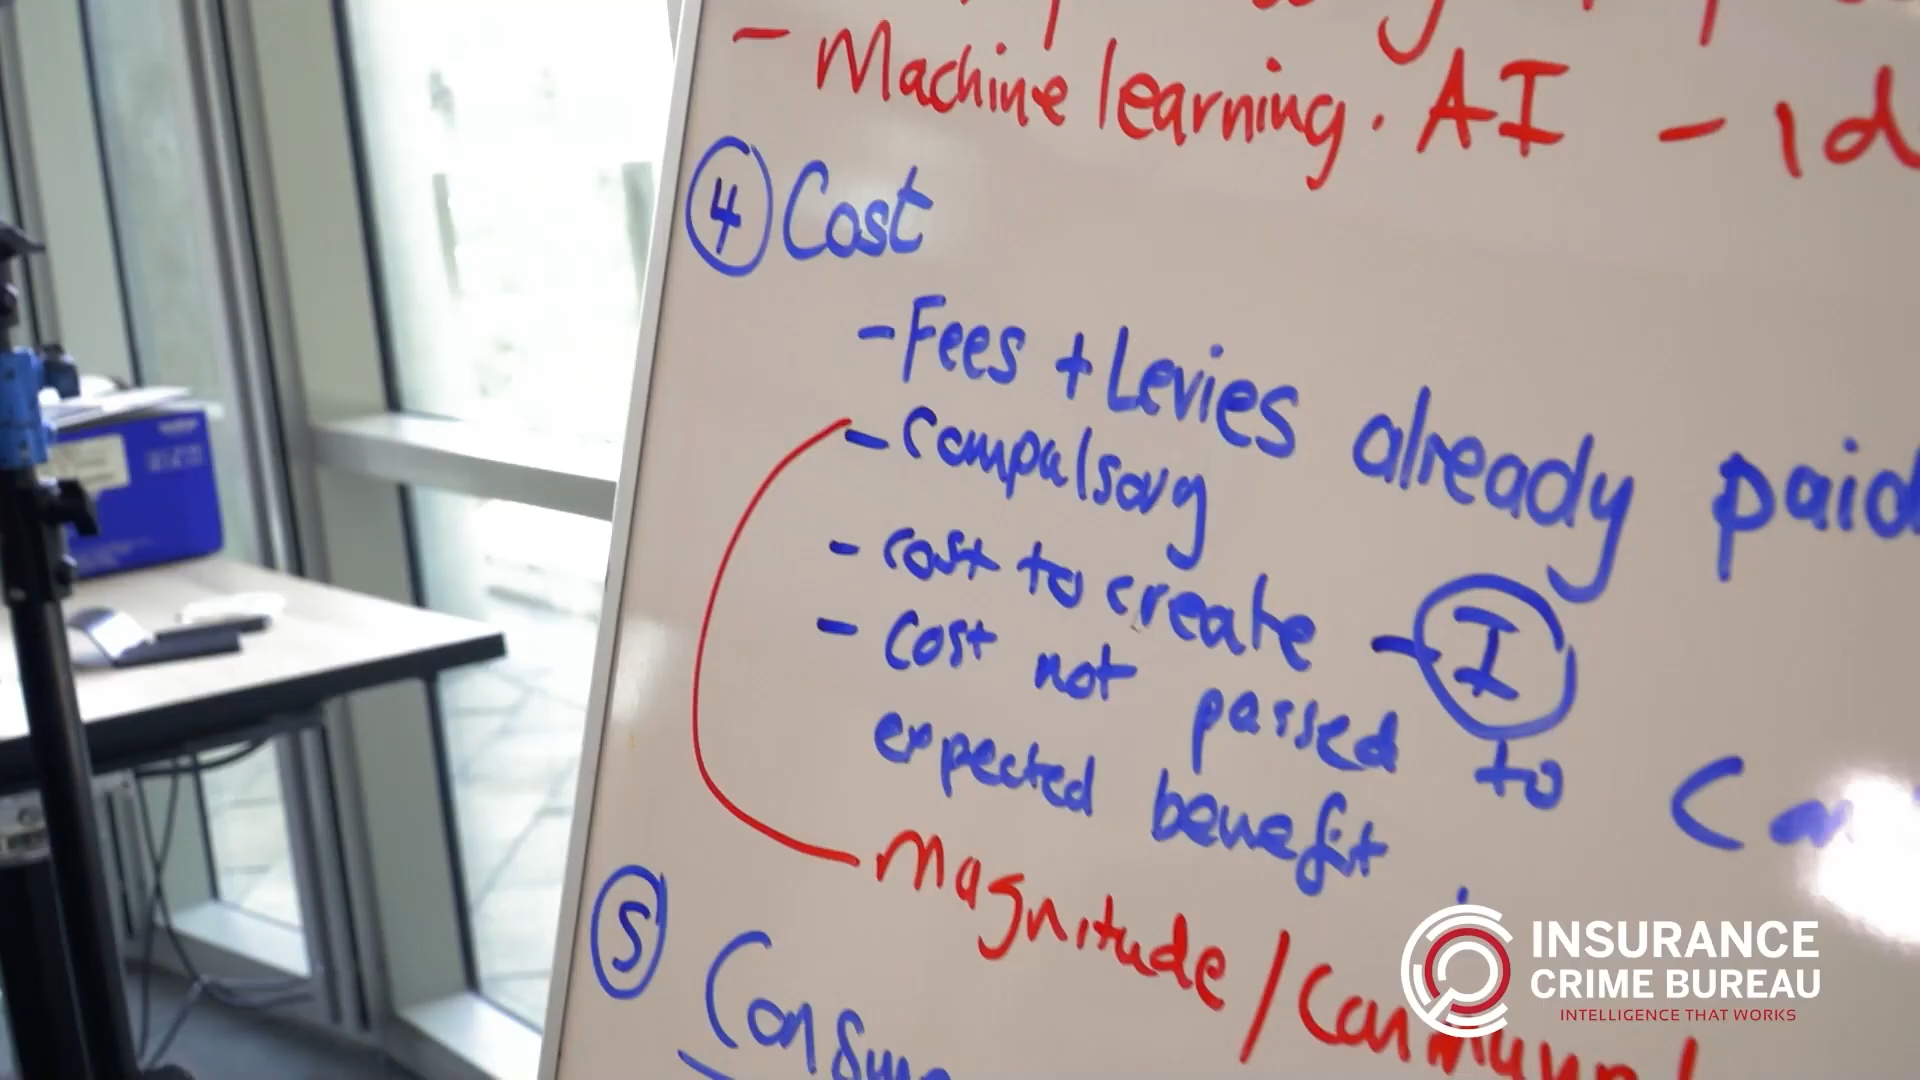 - Machine learning. AI - id
4 Cost
- Fees + Levies already paid
- compulsory
- cost to create - I
- cost not passed to
expected benefit
Magnitude /
5
INSURANCE
CRIME BUREAU
INTELLIGENCE THAT WORKS